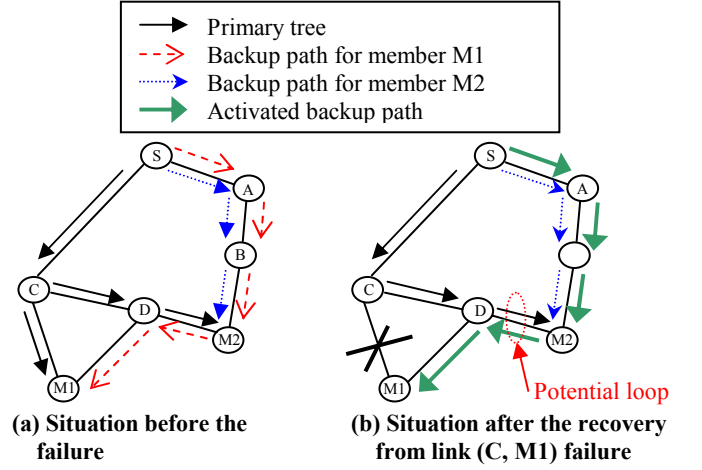 Primary tree
Backup path for member M1
Backup path for member M2
Activated backup path
S
A
B
C
D
M2
M1
S
A
C
D
M2
M1
Potential loop
(a) Situation before the
failure
(b) Situation after the recovery
from link (C, M1) failure